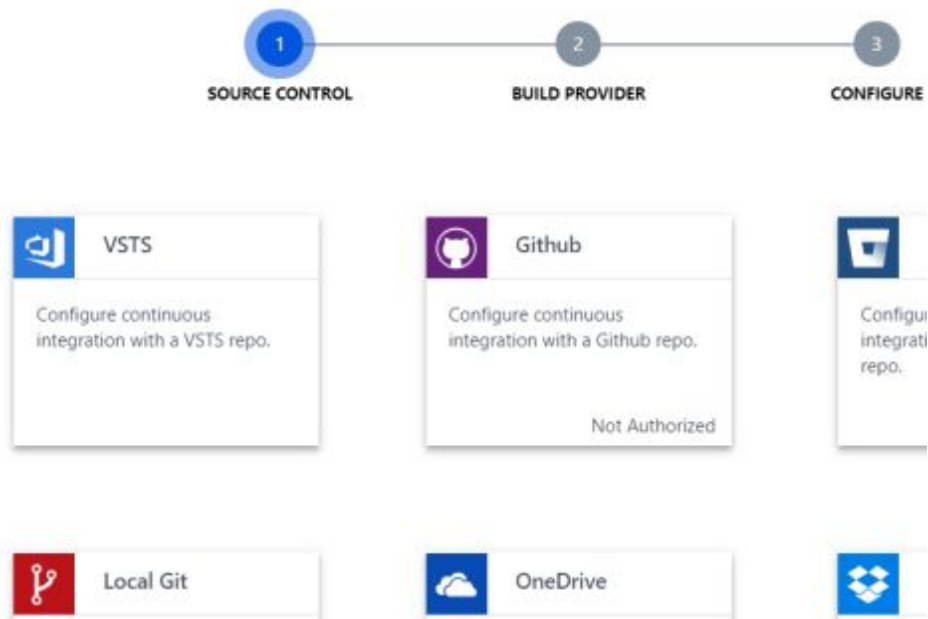 1
2
3
SOURCE CONTROL
BUILD PROVIDER
CONFIGURE
VSTS
Github
Configure continuous
integration with a VSTS repo.
Configure continuous
integration with a Github repo.
Not Authorized
repo.
Local Git
OneDrive